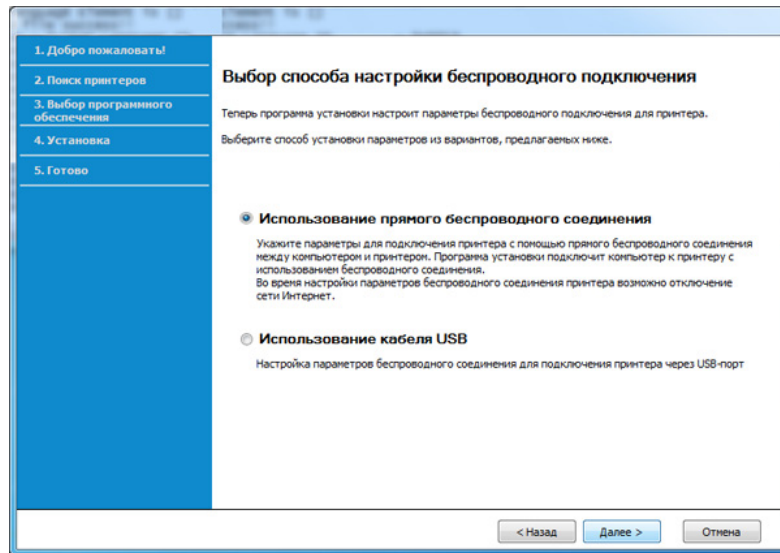 1. Добро пожаловать!
2. Поиск принтеров
3. Выбор программного
обеспечения
4. Установка
5. Готово
Выбор способа настройки беспроводного подключения
Теперь программа установки настроит параметры беспроводного подключения для принтера.
Выберите способ установки параметров из вариантов, предлагаемых ниже.
Использование прямого беспроводного соединения
Укажите параметры для подключения принтера с помощью прямого беспроводного соединения
между компьютером и принтером. Программа установки подключит компьютер к принтеру с
использованием беспроводного соединения.
Во время настройки параметров беспроводного соединения принтера возможно отключение
сети Интернет.
Использование кабеля USB
Настройка параметров беспроводного соединения для подключения принтера через USB-порт
< Назад
Далее >
Отмена